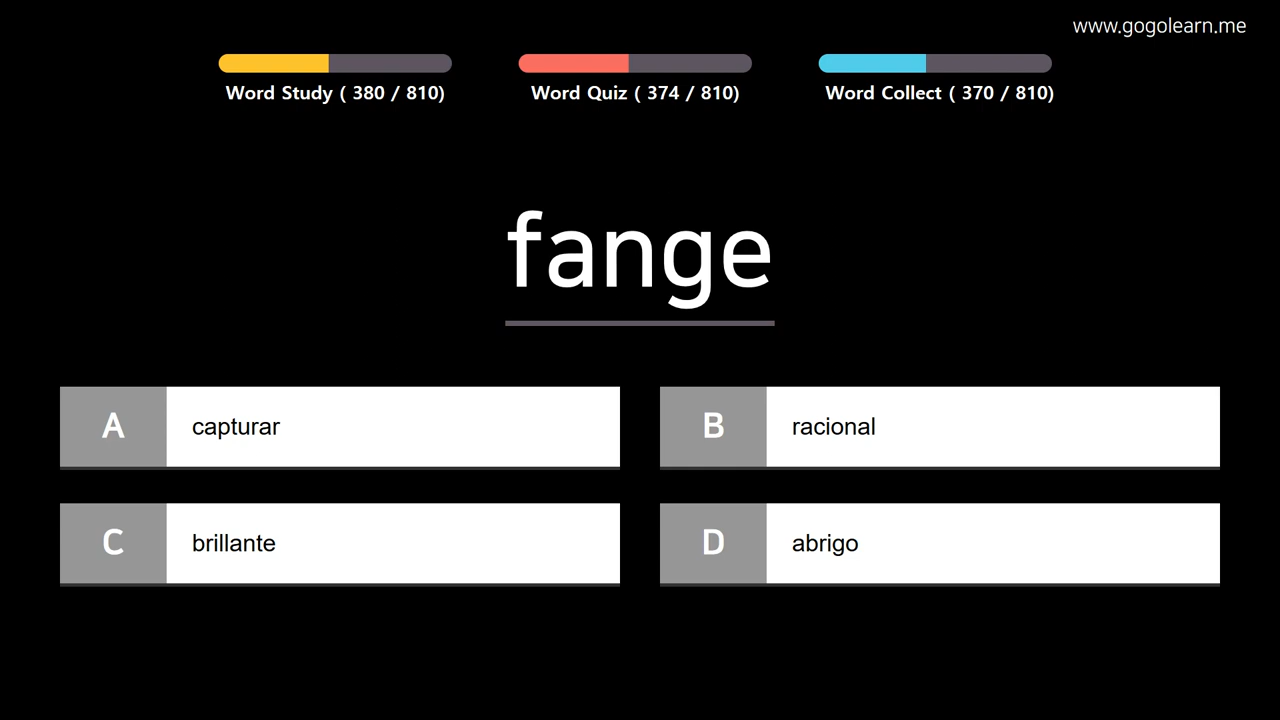 www.gogolearn.me
Word Study ( 380 / 810)
Word Quiz ( 374 / 810)
Word Collect ( 370 / 810)
fange
A capturar
B racional
C brillante
D abrigo